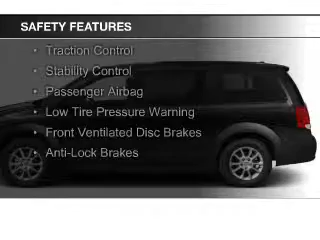 SAFETY FEATURES
• Traction Control
• Stability Control
• Passenger Airbag
• Low Tire Pressure Warning
• Front Ventilated Disc Brakes
• Anti-Lock Brakes